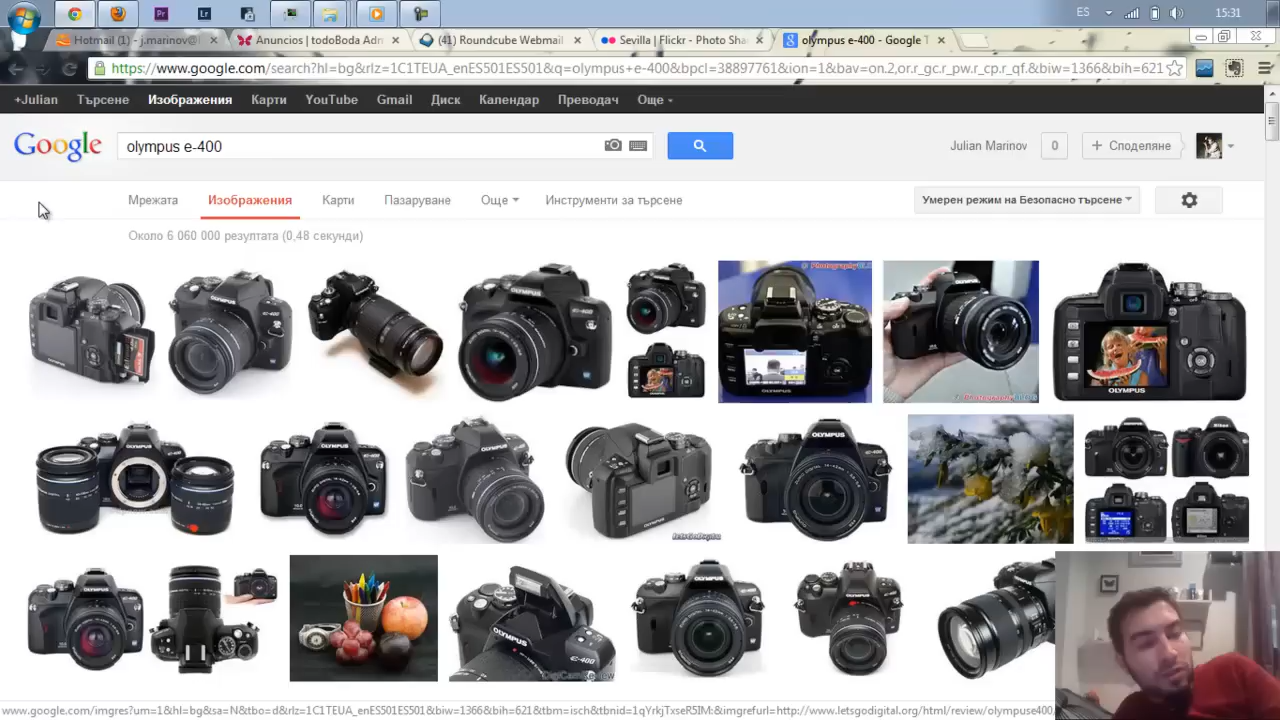 ES 15:31
Hotmail (1) - j.marinov@
Anuncios | todoBoda Adm
(41) Roundcube Webmail
Sevilla | Flickr - Photo Sha
olympus e-400 - Google Т
https://www.google.com/search?hl=bg&rlz=1C1TEUA_enES501ES501&q=olympus+e-400&bpcl=38897761&ion=1&bav=on.2,or.r_gc.r_pw.r_cp.r_qf.&biw=1366&bih=621
+Julian Търсене Изображения Карти YouTube Gmail Диск Календар Преводач Още
Google olympus e-400 Julian Marinov 0 + Споделяне
Мрежата Изображения Карти Пазаруване Още Инструменти за търсене Умерен режим на Безопасно търсене
Около 6 060 000 резултата (0,48 секунди)
www.google.com/imgres?um=1&hl=bg&sa=N&tbo=d&rlz=1C1TEUA_enES501ES501&biw=1366&bih=621&tbm=isch&tbnid=1qYrkjTxseR5IM:&imgrefurl=http://www.letsgodigital.org/html/review/olympuse400